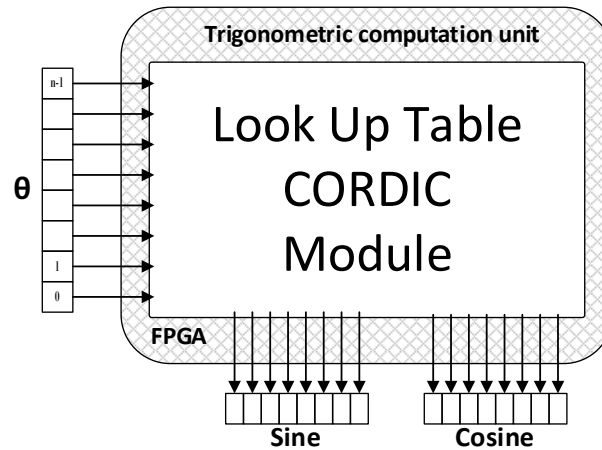 Trigonometric computation unit
n-1
Look Up Table
CORDIC
Module
θ
1
0
FPGA
Sine
Cosine